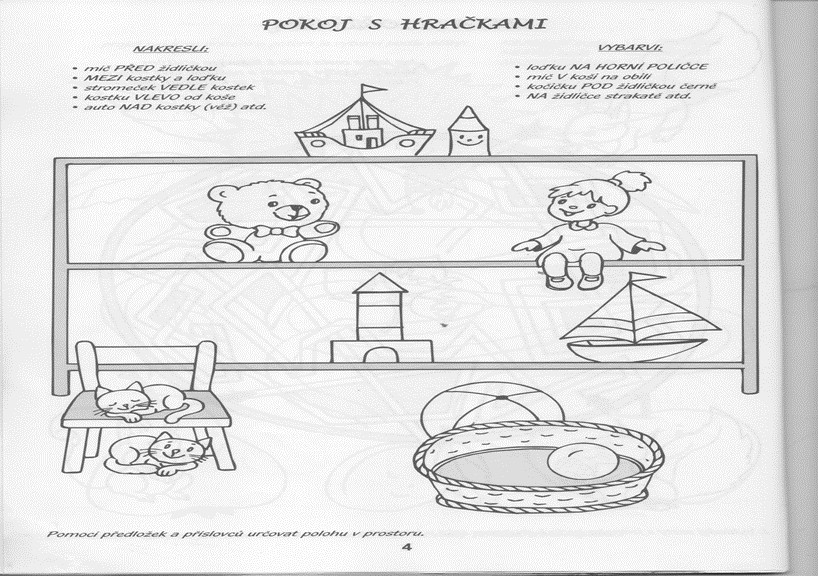 POKOJ S HRAČKAMI
NAKRESLI:
• míč PŘED židličkou
• MEZI kostky a loďku
• stromeček VEDLE kostek
• kostku VLEVO od koše
• auto NAD kostky (věž) atd.
VYBARVI:
• loďku NA HORNÍ POLIČCE
• míč V koši na obilí
• kočičku POD židličkou černě
• NA židličce strakatě atd.
Pomocí předložek a příslovců určovat polohu v prostoru.
4